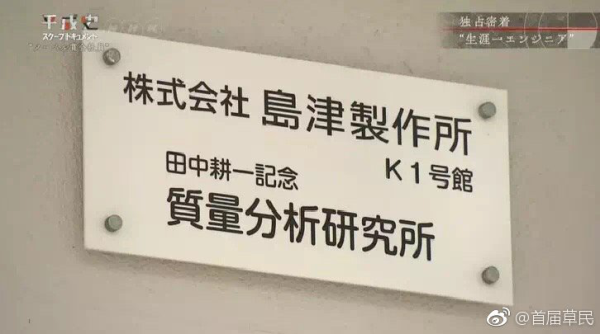 平成史
スクープドキュメント
独占密着
"生涯一エンジニア"
株式会社 島津製作所
田中耕一記念 K1号館
質量分析研究所
@首届草民